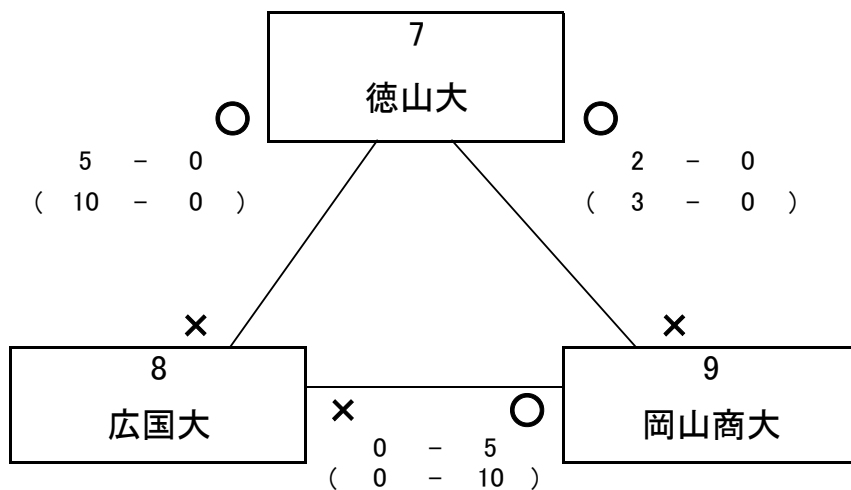 7
徳山大
○ ○
5 － 0
( 10 － 0 )
2 － 0
( 3 － 0 )
× ×
8
広国大
9
岡山商大
× ○
0 － 5
( 0 － 10 )